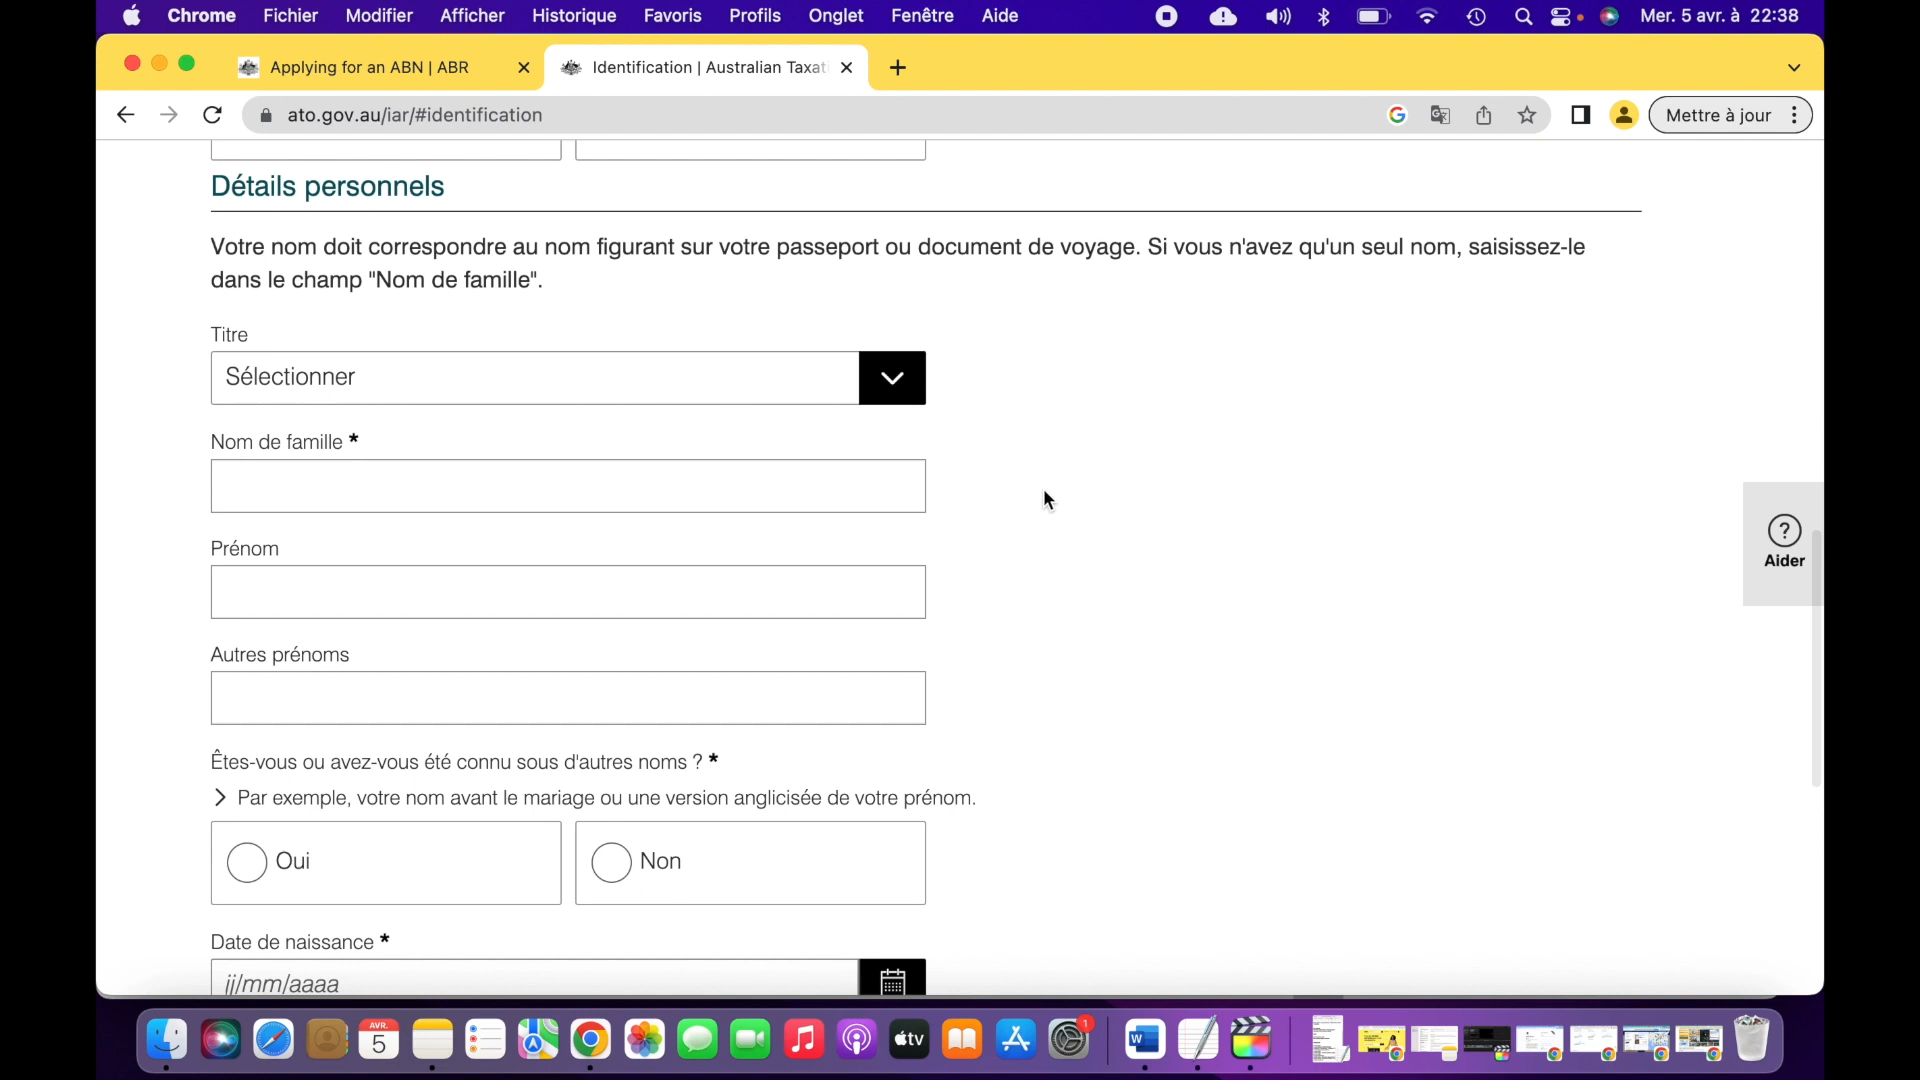 Chrome Fichier Modifier Afficher Historique Favoris Profils Onglet Fenêtre Aide Mer. 5 avr. à 22:38
Applying for an ABN | ABR Identification | Australian Taxat
ato.gov.au/iar/#identification Mettre à jour
Détails personnels
Votre nom doit correspondre au nom figurant sur votre passeport ou document de voyage. Si vous n'avez qu'un seul nom, saisissez-le
dans le champ "Nom de famille".
Titre
Sélectionner
Nom de famille *
Prénom
?
Aider
Autres prénoms
Êtes-vous ou avez-vous été connu sous d'autres noms ? *
Par exemple, votre nom avant le mariage ou une version anglicisée de votre prénom.
Oui Non
Date de naissance *
jj/mm/aaaa
AVR.
5
tv
1
W